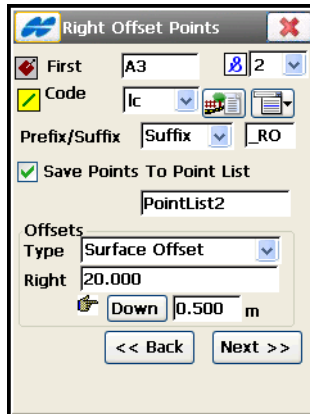 Right Offset Points
First A3 2
Code lc
Prefix/Suffix Suffix _RO
Save Points To Point List
PointList2
Offsets
Type Surface Offset
Right 20.000
Down 0.500 m
<< Back Next >>